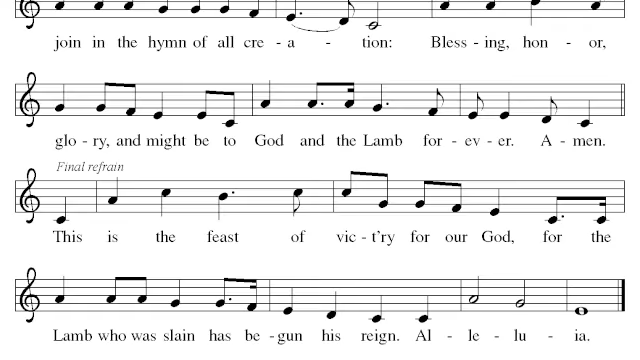 join in the hymn of all cre - a - tion: Bless - ing, hon - or,
glo - ry, and might be to God and the Lamb for - ev - er. A - men.
Final refrain
This is the feast of vic - t'ry for our God, for the
Lamb who was slain has be - gun his reign. Al - le - lu - ia.